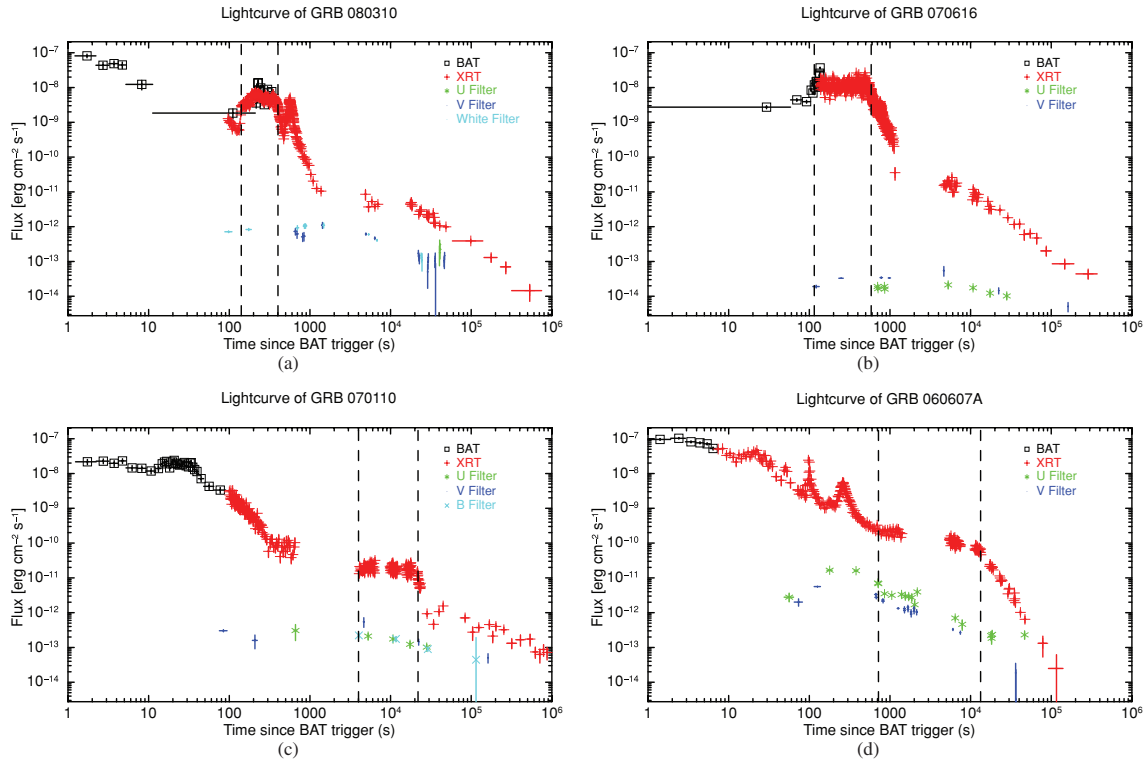 Lightcurve of GRB 080310
Flux [erg cm⁻² s⁻¹]
10⁻⁷
10⁻⁸
10⁻⁹
10⁻¹⁰
10⁻¹¹
10⁻¹²
10⁻¹³
10⁻¹⁴
BAT
XRT
U Filter
V Filter
White Filter
1 10 100 1000 10⁴ 10⁵ 10⁶
Time since BAT trigger (s)
(a)
Lightcurve of GRB 070616
Flux [erg cm⁻² s⁻¹]
10⁻⁷
10⁻⁸
10⁻⁹
10⁻¹⁰
10⁻¹¹
10⁻¹²
10⁻¹³
10⁻¹⁴
BAT
XRT
U Filter
V Filter
1 10 100 1000 10⁴ 10⁵ 10⁶
Time since BAT trigger (s)
(b)
Lightcurve of GRB 070110
Flux [erg cm⁻² s⁻¹]
10⁻⁷
10⁻⁸
10⁻⁹
10⁻¹⁰
10⁻¹¹
10⁻¹²
10⁻¹³
10⁻¹⁴
BAT
XRT
U Filter
V Filter
B Filter
1 10 100 1000 10⁴ 10⁵ 10⁶
Time since BAT trigger (s)
(c)
Lightcurve of GRB 060607A
Flux [erg cm⁻² s⁻¹]
10⁻⁷
10⁻⁸
10⁻⁹
10⁻¹⁰
10⁻¹¹
10⁻¹²
10⁻¹³
10⁻¹⁴
BAT
XRT
U Filter
V Filter
1 10 100 1000 10⁴ 10⁵ 10⁶
Time since BAT trigger (s)
(d)